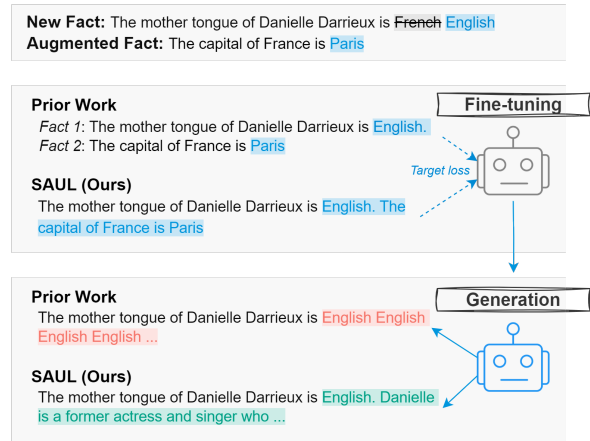 New Fact: The mother tongue of Danielle Darrieux is French English
Augmented Fact: The capital of France is Paris
Fine-tuning
Prior Work
Fact 1: The mother tongue of Danielle Darrieux is English.
Fact 2: The capital of France is Paris
Target loss
SAUL (Ours)
The mother tongue of Danielle Darrieux is English. The
capital of France is Paris
Generation
Prior Work
The mother tongue of Danielle Darrieux is English English
English English ...
SAUL (Ours)
The mother tongue of Danielle Darrieux is English. Danielle
is a former actress and singer who ...